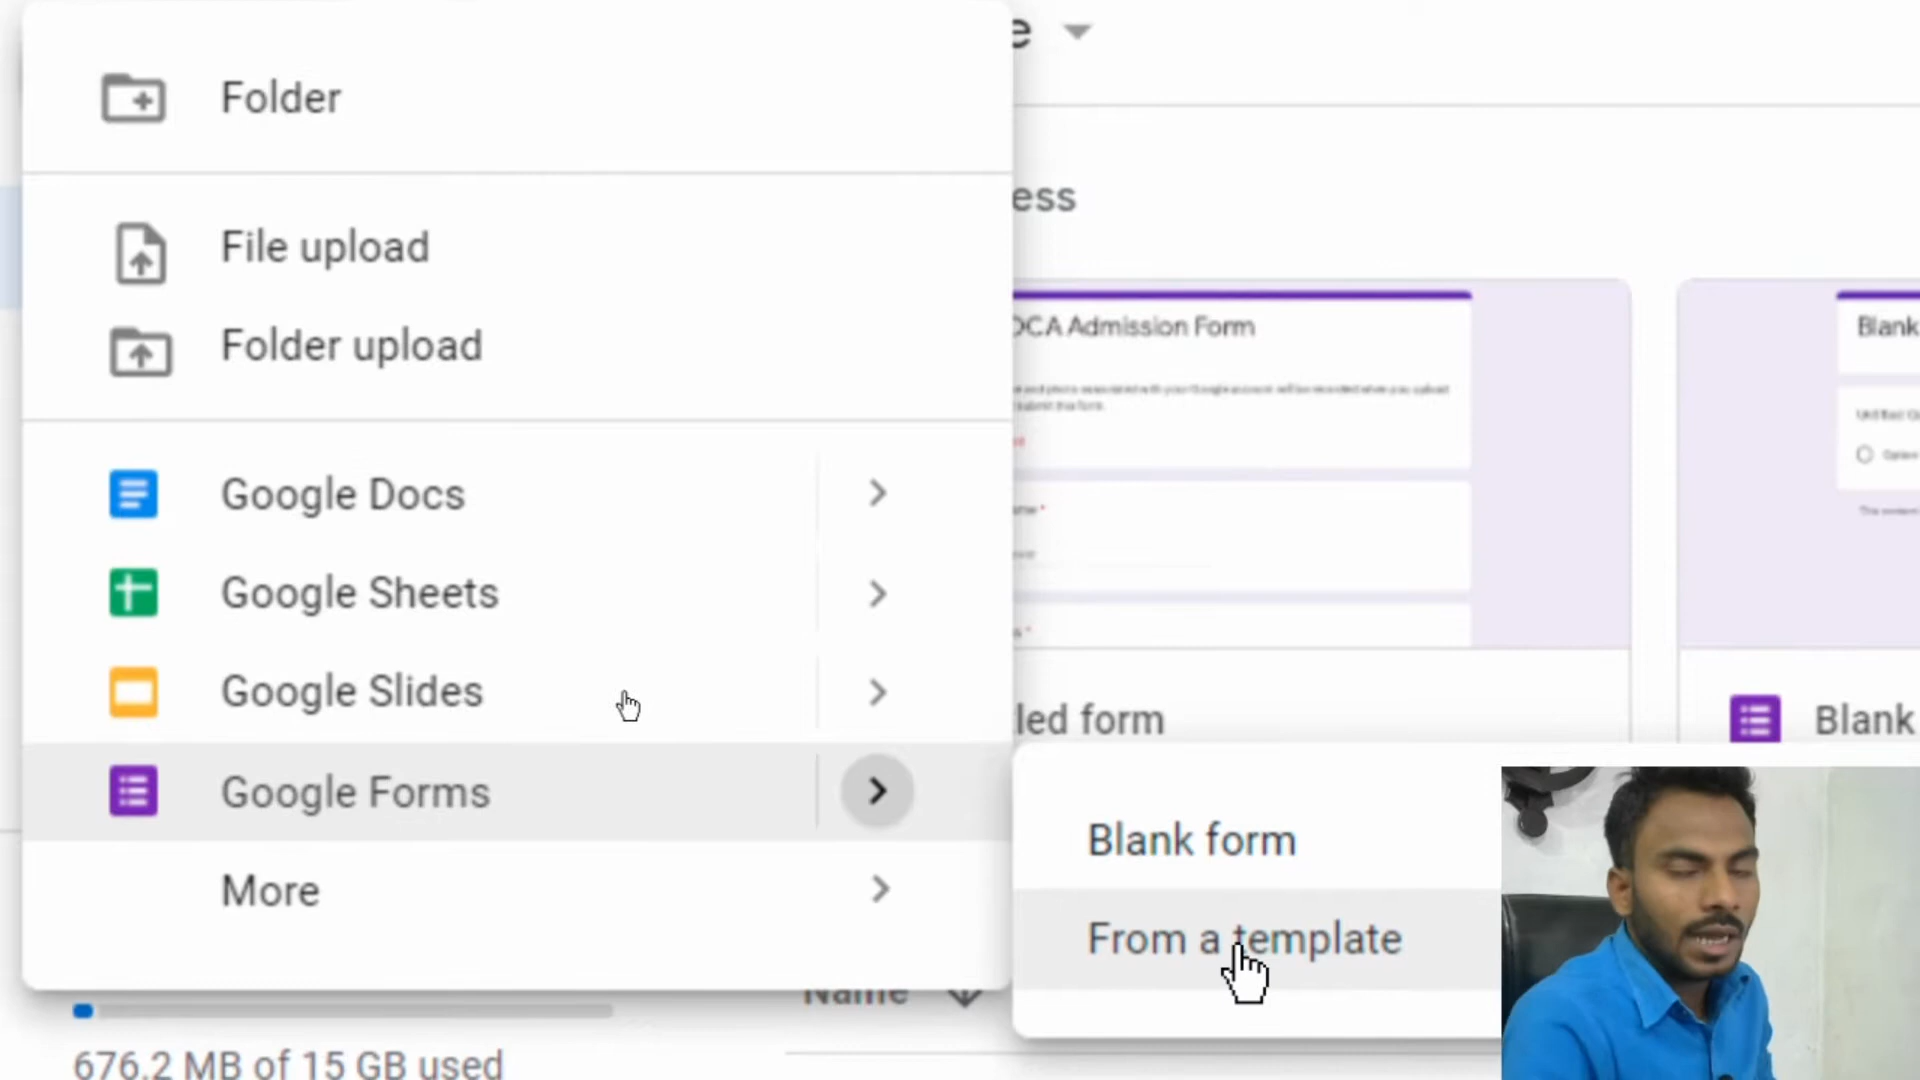 Folder
File upload
Folder upload
Google Docs
Google Sheets
Google Slides
Google Forms
More
Blank form
From a template
ess
DCA Admission Form
led form
Blank
Blank
Name
676.2 MB of 15 GB used